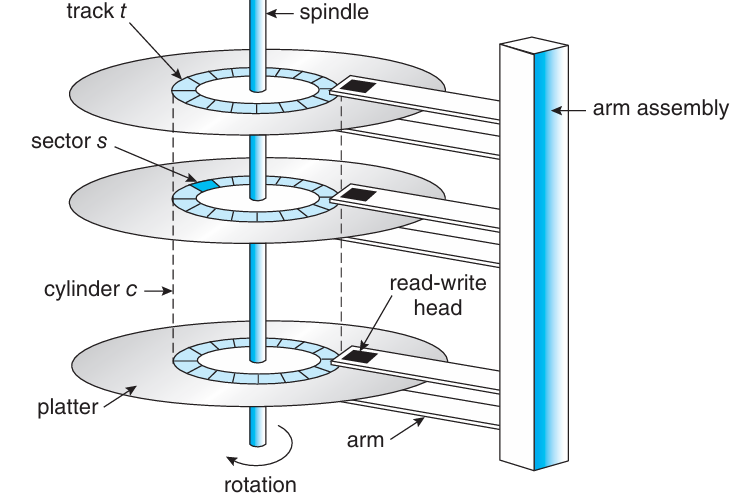 track t
spindle
arm assembly
sector s
cylinder c
read-write
head
platter
arm
rotation